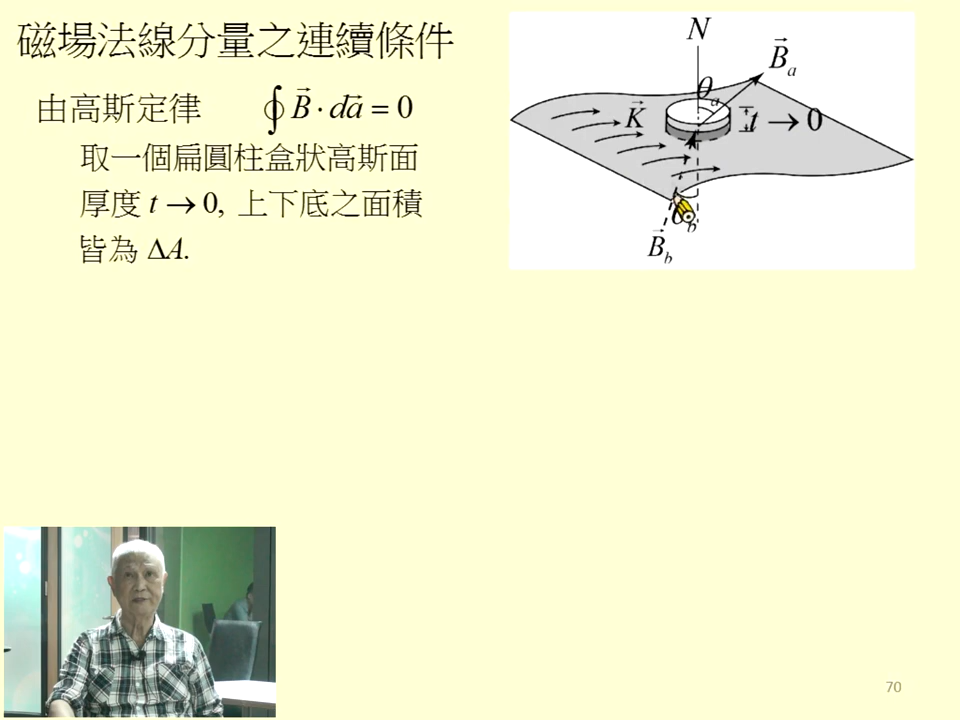 磁場法線分量之連續條件
由高斯定律 ∮ B⃗ · da⃗ = 0
取一個扁圓柱盒狀高斯面
厚度 t → 0, 上下底之面積
皆為 ΔA.
N
B⃗ₐ
θₐ
K⃗
t → 0
B⃗_b
70